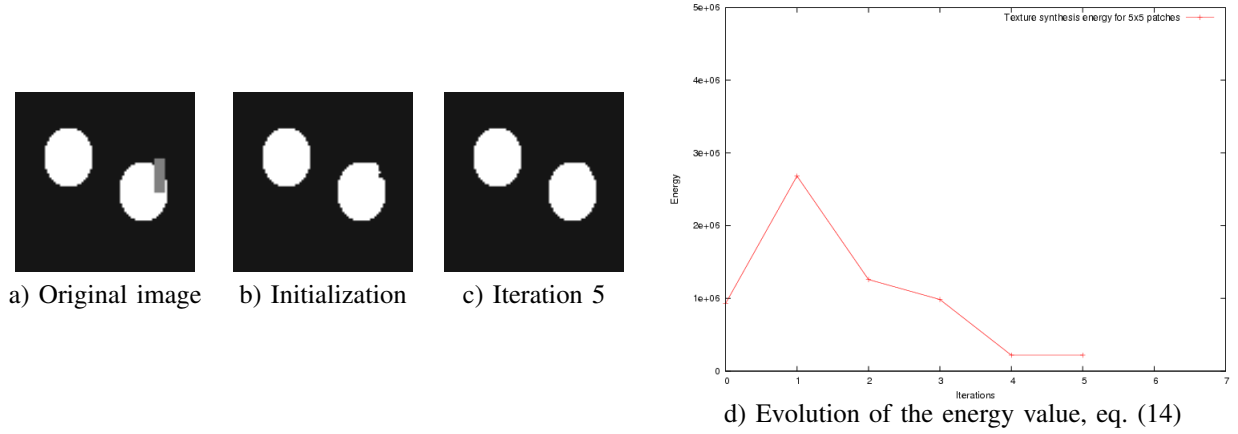 a) Original image
b) Initialization
c) Iteration 5
5e+06
4e+06
3e+06
2e+06
1e+06
0
Energy
Texture synthesis energy for 5x5 patches
0 1 2 3 4 5 6 7
Iterations
d) Evolution of the energy value, eq. (14)